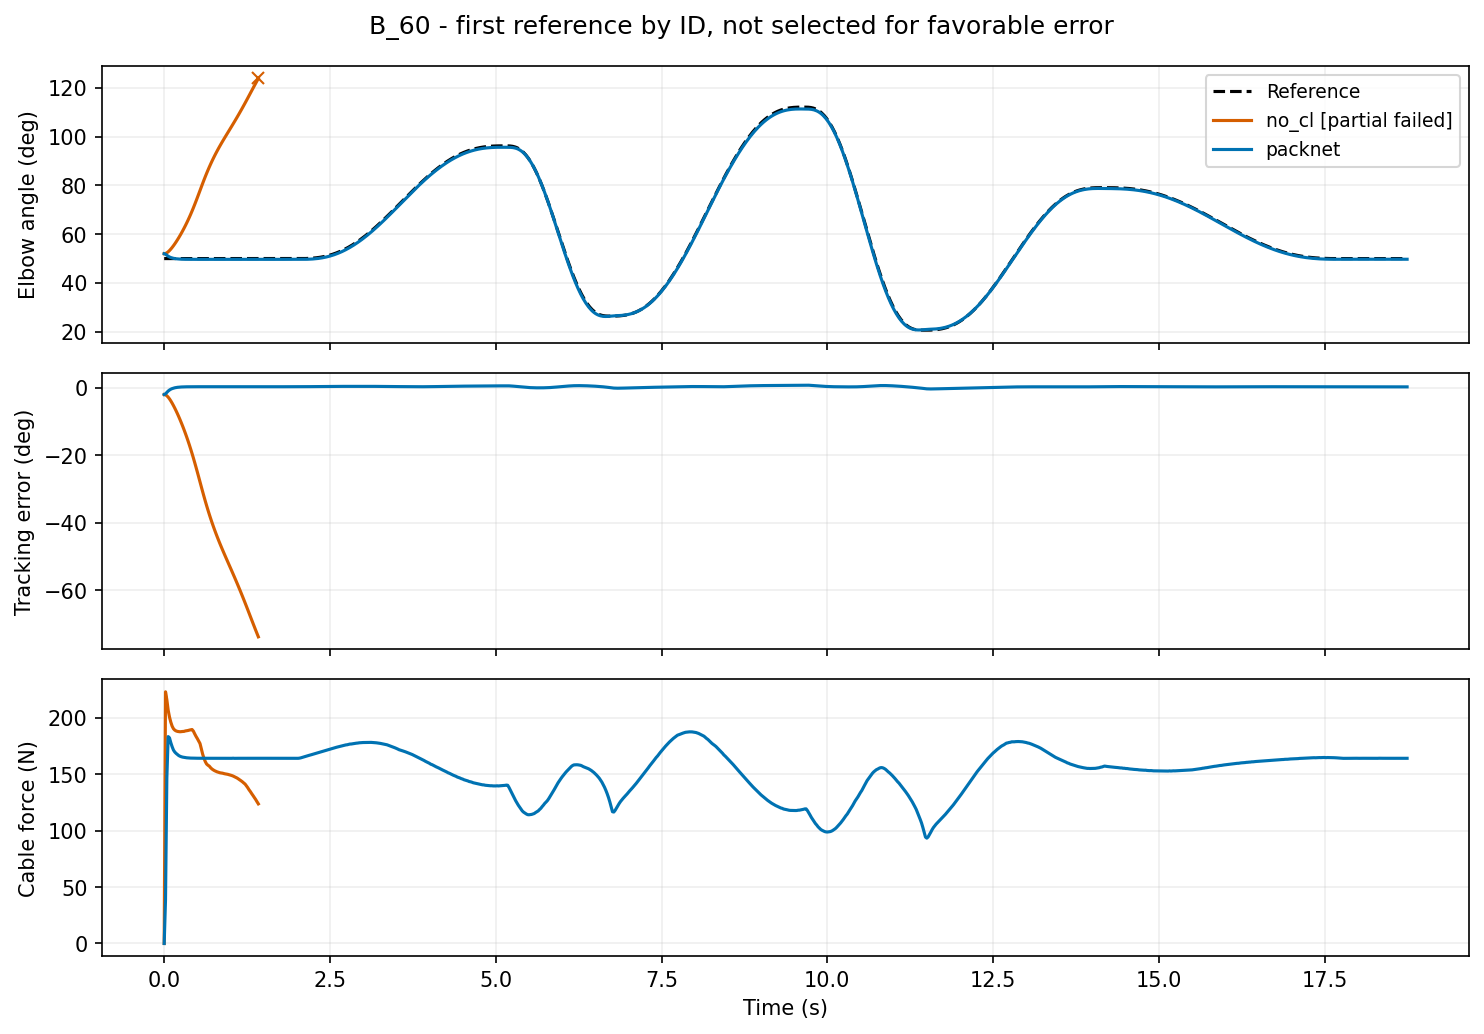 B_60 - first reference by ID, not selected for favorable error
120
100
80
60
40
20
Elbow angle (deg)
Reference
no_cl [partial failed]
packnet
0
−20
−40
−60
Tracking error (deg)
200
150
100
50
0
Cable force (N)
0.0 2.5 5.0 7.5 10.0 12.5 15.0 17.5
Time (s)